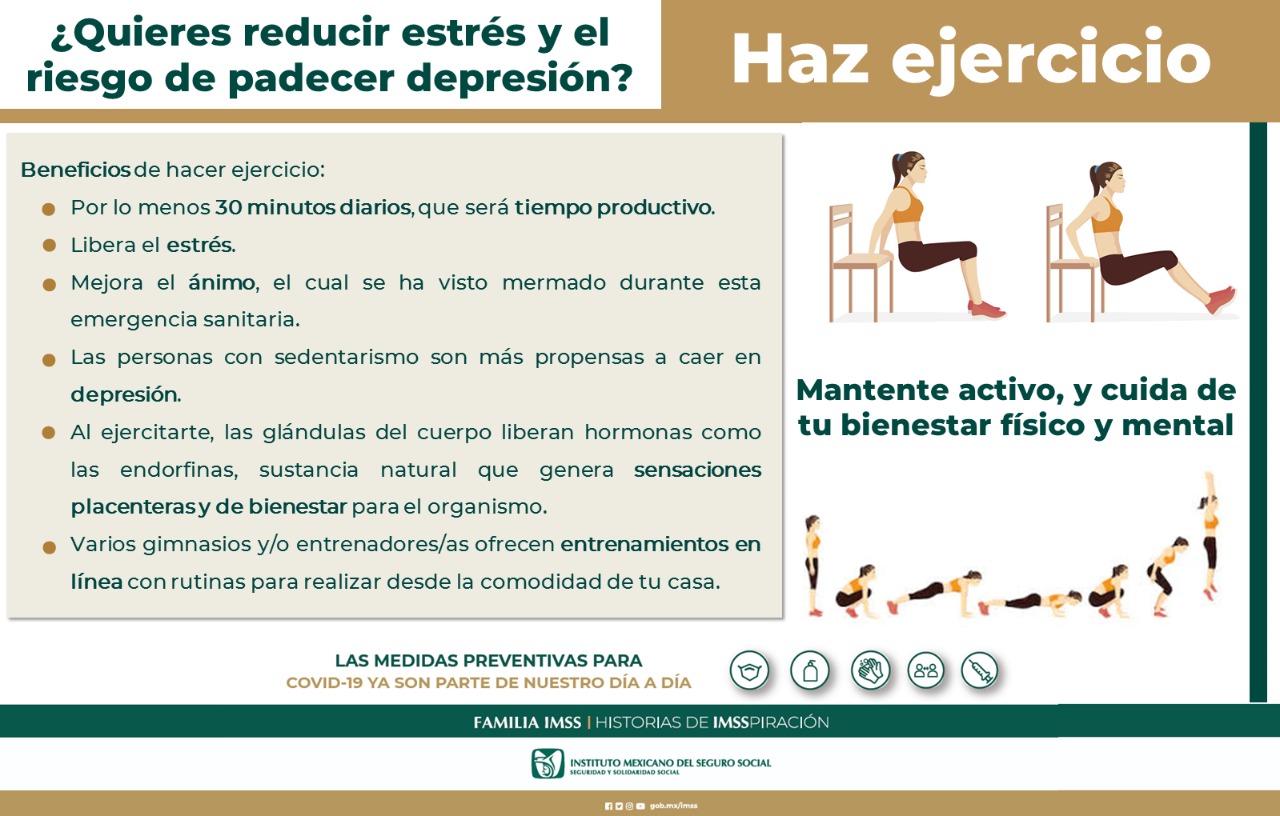 ¿Quieres reducir estrés y el
riesgo de padecer depresión?
Haz ejercicio
Beneficios de hacer ejercicio:
Por lo menos 30 minutos diarios, que será tiempo productivo.
Libera el estrés.
Mejora el ánimo, el cual se ha visto mermado durante esta
emergencia sanitaria.
Las personas con sedentarismo son más propensas a caer en
depresión.
Al ejercitarte, las glándulas del cuerpo liberan hormonas como
las endorfinas, sustancia natural que genera sensaciones
placenteras y de bienestar para el organismo.
Varios gimnasios y/o entrenadores/as ofrecen entrenamientos en
línea con rutinas para realizar desde la comodidad de tu casa.
Mantente activo, y cuida de
tu bienestar físico y mental
LAS MEDIDAS PREVENTIVAS PARA
COVID-19 YA SON PARTE DE NUESTRO DÍA A DÍA
FAMILIA IMSS | HISTORIAS DE IMSSPIRACIÓN
INSTITUTO MEXICANO DEL SEGURO SOCIAL
SEGURIDAD Y SOLIDARIDAD SOCIAL
gob.mx/imss